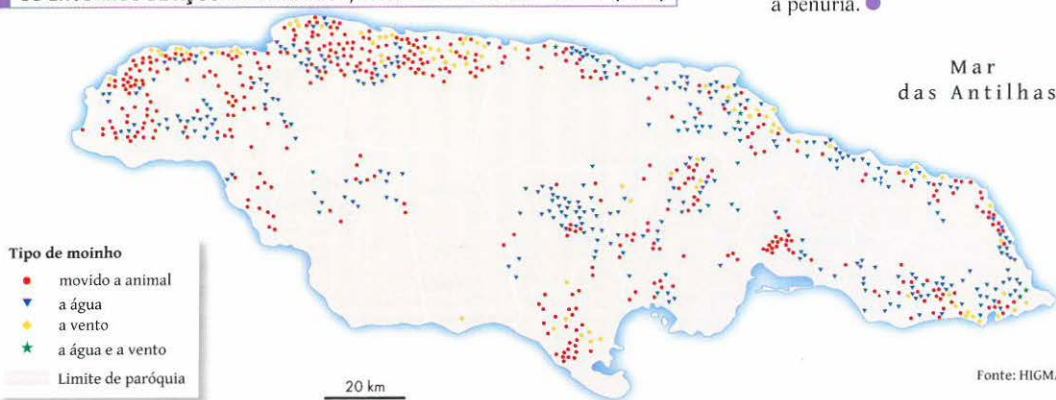 a penúria.
Mar
das Antilhas
Tipo de moinho
movido a animal
a água
a vento
a água e a vento
Limite de paróquia
20 km
Fonte: HIGMA